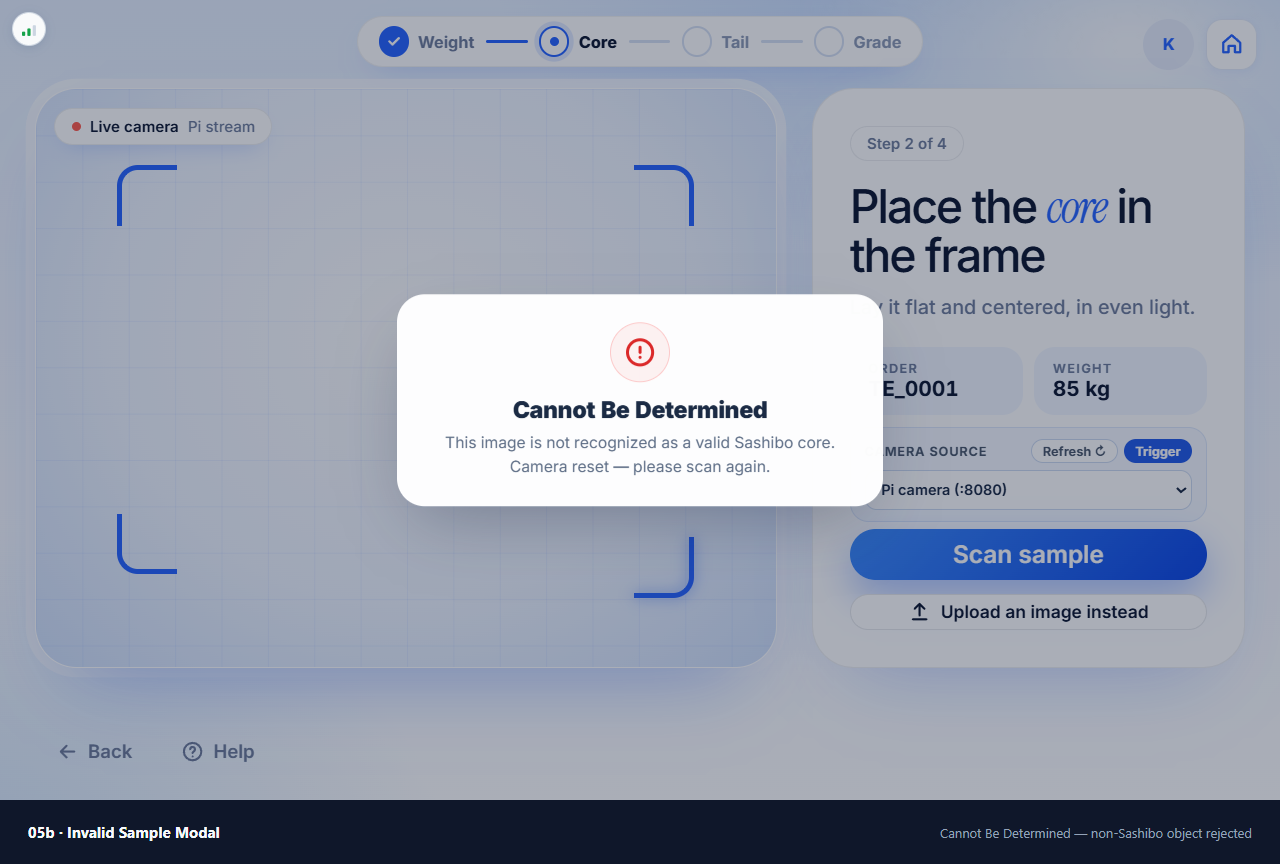 Weight
Core
Tail
Grade
K
Live camera Pi stream
Step 2 of 4
Place the core in
the frame
it flat and centered, in even light.
WEIGHT
E_0001
85 kg
Refresh
Trigger
Pi camera (:8080)
Scan sample
Upload an image instead
Cannot Be Determined
This image is not recognized as a valid Sashibo core.
Camera reset — please scan again.
Back
Help
05b · Invalid Sample Modal
Cannot Be Determined — non-Sashibo object rejected